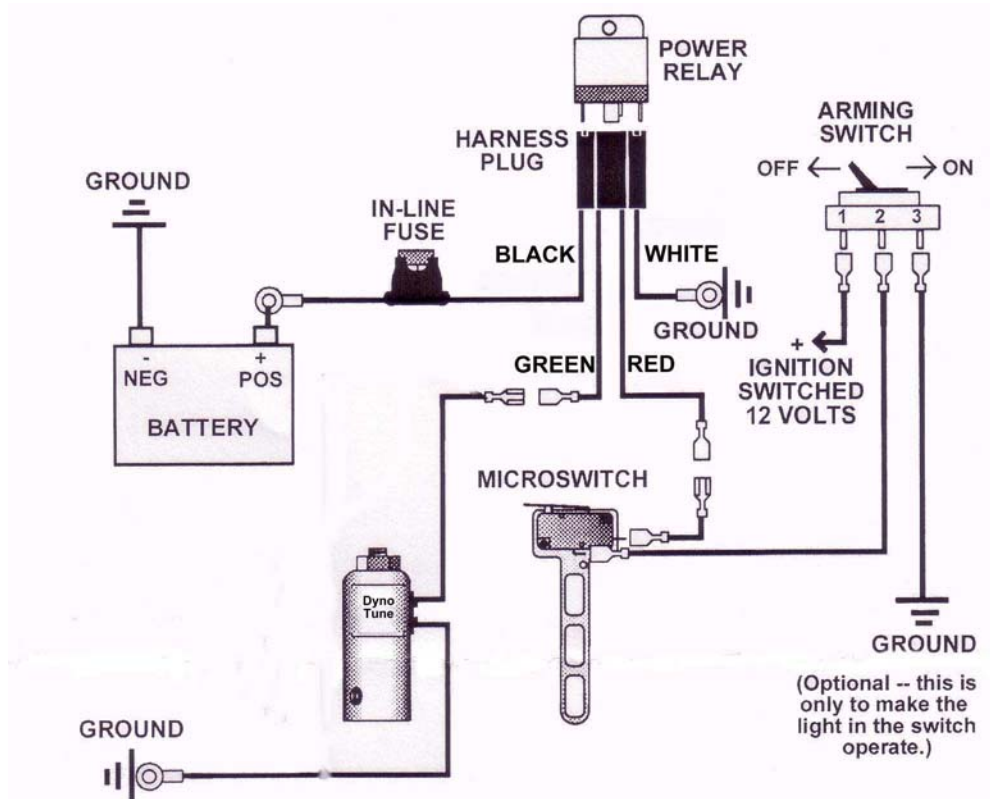 POWER
RELAY
ARMING
SWITCH
OFF
ON
HARNESS
PLUG
GROUND
IN-LINE
FUSE
1 2 3
BLACK
WHITE
GROUND
+
IGNITION
SWITCHED
12 VOLTS
GREEN
RED
- +
NEG POS
BATTERY
MICROSWITCH
Dyno
Tune
GROUND
(Optional -- this is
only to make the
light in the switch
operate.)
GROUND